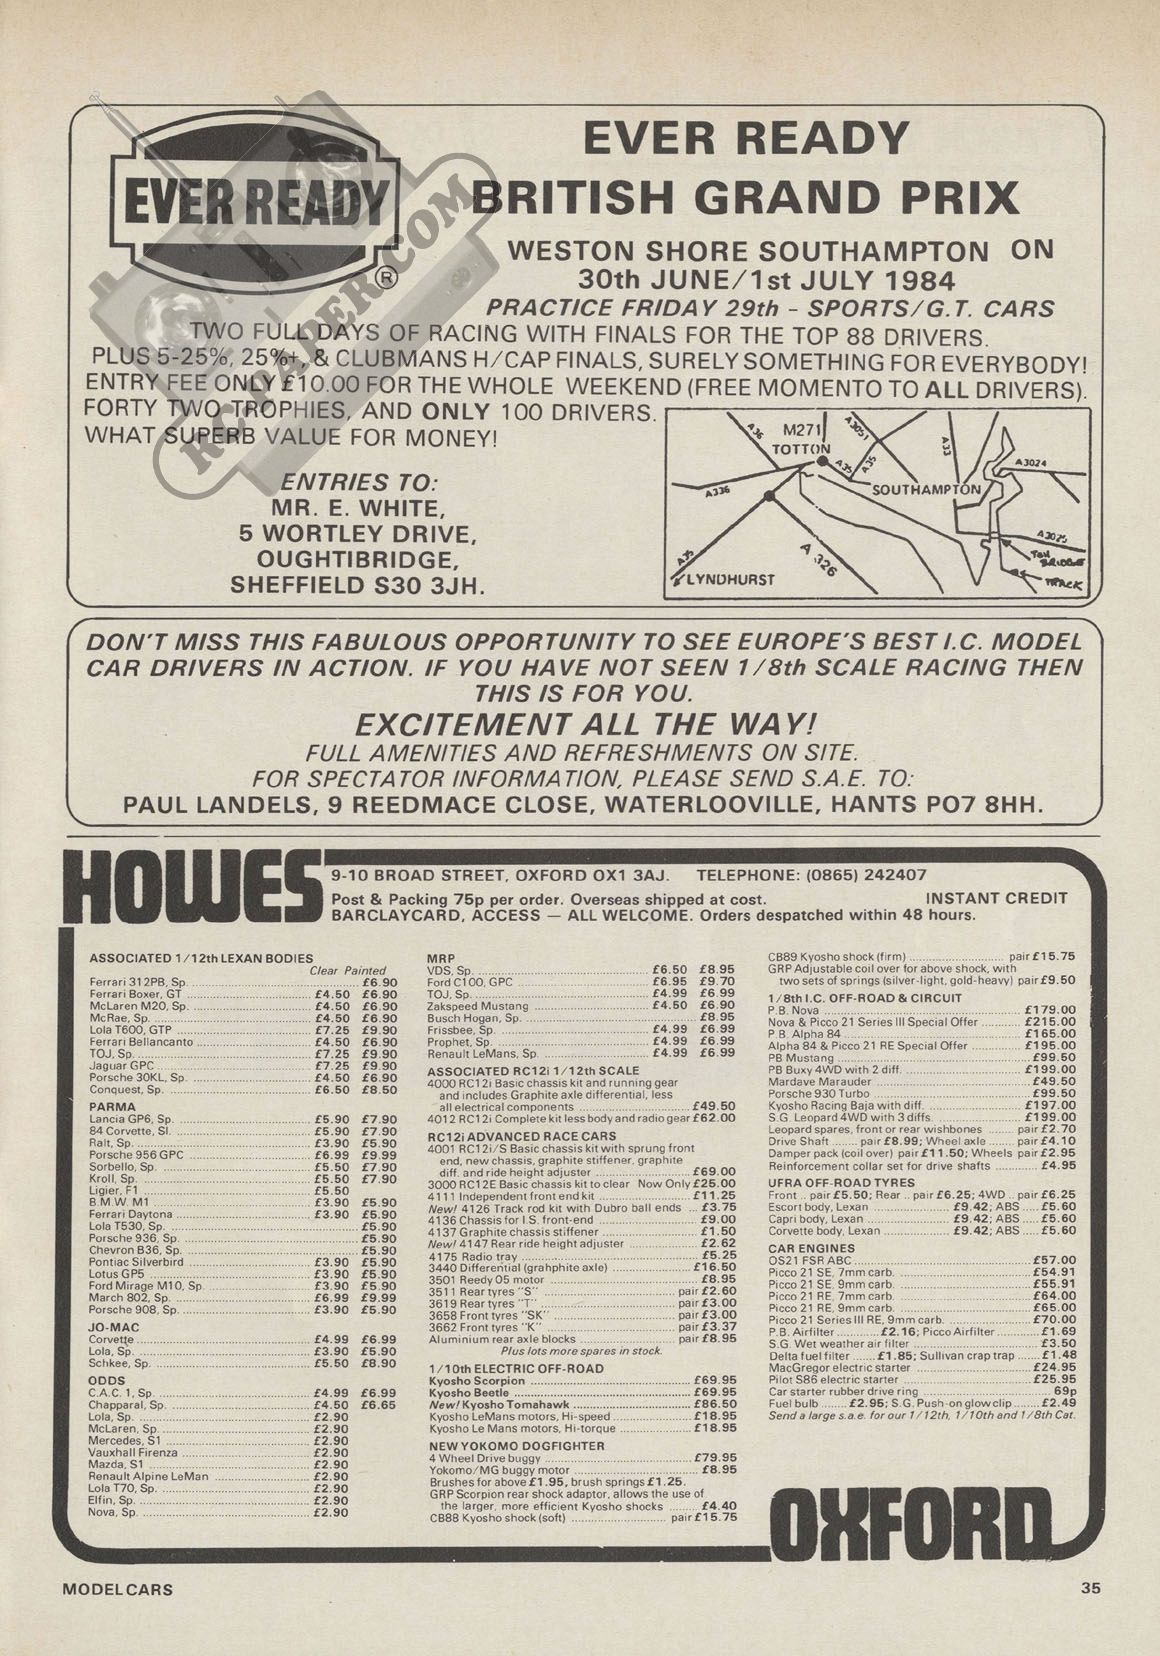 EVER READY
®
EVER READY
BRITISH GRAND PRIX
WESTON SHORE SOUTHAMPTON ON
30th JUNE/1st JULY 1984
PRACTICE FRIDAY 29th - SPORTS/G.T. CARS
TWO FULL DAYS OF RACING WITH FINALS FOR THE TOP 88 DRIVERS.
PLUS 5-25%, 25%+, & CLUBMANS H/CAP FINALS, SURELY SOMETHING FOR EVERYBODY!
ENTRY FEE ONLY £10.00 FOR THE WHOLE WEEKEND (FREE MOMENTO TO ALL DRIVERS).
FORTY TWO TROPHIES, AND ONLY 100 DRIVERS.
WHAT SUPERB VALUE FOR MONEY!
RCPAPER.COM
ENTRIES TO:
MR. E. WHITE,
5 WORTLEY DRIVE,
OUGHTIBRIDGE,
SHEFFIELD S30 3JH.
A36
M271
A3051
A33
TOTTON
A35
A35
A3024
A336
SOUTHAMPTON
A3025
A35
A 326
TOLL BRIDGE
LYNDHURST
TRACK
DON'T MISS THIS FABULOUS OPPORTUNITY TO SEE EUROPE'S BEST I.C. MODEL
CAR DRIVERS IN ACTION. IF YOU HAVE NOT SEEN 1/8th SCALE RACING THEN
THIS IS FOR YOU.
EXCITEMENT ALL THE WAY!
FULL AMENITIES AND REFRESHMENTS ON SITE.
FOR SPECTATOR INFORMATION, PLEASE SEND S.A.E. TO:
PAUL LANDELS, 9 REEDMACE CLOSE, WATERLOOVILLE, HANTS PO7 8HH.
HOWES
9-10 BROAD STREET, OXFORD OX1 3AJ. TELEPHONE: (0865) 242407
Post & Packing 75p per order. Overseas shipped at cost. INSTANT CREDIT
BARCLAYCARD, ACCESS — ALL WELCOME. Orders despatched within 48 hours.
ASSOCIATED 1/12th LEXAN BODIES
Clear Painted
Ferrari 312PB, Sp. £6.90
Ferrari Boxer, GT £4.50 £6.90
McLaren M20, Sp. £4.50 £6.90
McRae, Sp. £4.50 £6.90
Lola T600, GTP £7.25 £9.90
Ferrari Bellancanto £4.50 £6.90
TOJ, Sp. £7.25 £9.90
Jaguar GPC £7.25 £9.90
Porsche 30KL, Sp. £4.50 £6.90
Conquest, Sp. £6.50 £8.50
PARMA
Lancia GP6, Sp. £5.90 £7.90
84 Corvette, Sl. £5.90 £7.90
Ralt, Sp. £3.90 £5.90
Porsche 956 GPC £6.99 £9.99
Sorbello, Sp. £5.50 £7.90
Kroll, Sp. £5.50 £7.90
Ligier, F1 £5.50
B.M.W. M1 £3.90 £5.90
Ferrari Daytona £3.90 £5.90
Lola T530, Sp. £5.90
Porsche 936, Sp. £5.90
Chevron B36, Sp. £5.90
Pontiac Silverbird £3.90 £5.90
Lotus GP5 £3.90 £5.90
Ford Mirage M10, Sp. £3.90 £5.90
March 802, Sp. £6.99 £9.99
Porsche 908, Sp. £3.90 £5.90
JO-MAC
Corvette £4.99 £6.99
Lola, Sp. £3.90 £5.90
Schkee, Sp. £5.50 £8.90
ODDS
C.A.C. 1, Sp. £4.99 £6.99
Chapparal, Sp. £4.50 £6.65
Lola, Sp. £2.90
McLaren, Sp. £2.90
Mercedes, S1 £2.90
Vauxhall Firenza £2.90
Mazda, S1 £2.90
Renault Alpine LeMan £2.90
Lola T70, Sp. £2.90
Elfin, Sp. £2.90
Nova, Sp. £2.90
MRP
VDS, Sp. £6.50 £8.95
Ford C100, GPC £6.95 £9.70
TOJ, Sp. £4.99 £6.99
Zakspeed Mustang £4.50 £6.90
Busch Hogan, Sp. £8.95
Frissbee, Sp. £4.99 £6.99
Prophet, Sp. £4.99 £6.99
Renault LeMans, Sp. £4.99 £6.99
ASSOCIATED RC12i 1/12th SCALE
4000 RC12i Basic chassis kit and running gear
and includes Graphite axle differential, less
all electrical components £49.50
4012 RC12i Complete kit less body and radio gear £62.00
RC12i ADVANCED RACE CARS
4001 RC12i/S Basic chassis kit with sprung front
end, new chassis, graphite stiffener, graphite
diff. and ride height adjuster £69.00
3000 RC12E Basic chassis kit to clear Now Only £25.00
4111 Independent front end kit £11.25
New! 4126 Track rod kit with Dubro ball ends ... £3.75
4136 Chassis for I.S. front-end £9.00
4137 Graphite chassis stiffener £1.50
New! 4147 Rear ride height adjuster £2.62
4175 Radio tray £5.25
3440 Differential (grahphite axle) £16.50
3501 Reedy 05 motor £8.95
3511 Rear tyres "S" pair £2.60
3619 Rear tyres "T" pair £3.00
3658 Front tyres "SK" pair £3.00
3662 Front tyres "K" pair £3.37
Aluminium rear axle blocks pair £8.95
Plus lots more spares in stock.
1/10th ELECTRIC OFF-ROAD
Kyosho Scorpion £69.95
Kyosho Beetle £69.95
New! Kyosho Tomahawk £86.50
Kyosho LeMans motors, Hi-speed £18.95
Kyosho Le Mans motors, Hi-torque £18.95
NEW YOKOMO DOGFIGHTER
4 Wheel Drive buggy £79.95
Yokomo/MG buggy motor £8.95
Brushes for above £1.95, brush springs £1.25.
GRP Scorpion rear shock adaptor, allows the use of
the larger, more efficient Kyosho shocks £4.40
CB88 Kyosho shock (soft) pair £15.75
CB89 Kyosho shock (firm) pair £15.75
GRP Adjustable coil over for above shock, with
two sets of springs (silver-light, gold-heavy) pair £9.50
1/8th I.C. OFF-ROAD & CIRCUIT
P.B. Nova £179.00
Nova & Picco 21 Series III Special Offer £215.00
P.B. Alpha 84 £165.00
Alpha 84 & Picco 21 RE Special Offer £195.00
PB Mustang £99.50
PB Buxy 4WD with 2 diff. £199.00
Mardave Marauder £49.50
Porsche 930 Turbo £99.50
Kyosho Racing Baja with diff. £197.00
S.G. Leopard 4WD with 3 diffs. £199.00
Leopard spares, front or rear wishbones pair £2.70
Drive Shaft pair £8.99; Wheel axle pair £4.10
Damper pack (coil over) pair £11.50; Wheels pair £2.95
Reinforcement collar set for drive shafts £4.95
UFRA OFF-ROAD TYRES
Front .. pair £5.50; Rear .. pair £6.25; 4WD .. pair £6.25
Escort body, Lexan £9.42; ABS £5.60
Capri body, Lexan £9.42; ABS £5.60
Corvette body, Lexan £9.42; ABS £5.60
CAR ENGINES
OS21 FSR ABC £57.00
Picco 21 SE, 7mm carb. £54.91
Picco 21 SE, 9mm carb. £55.91
Picco 21 RE, 7mm carb. £64.00
Picco 21 RE, 9mm carb. £65.00
Picco 21 Series III RE, 9mm carb. £70.00
P.B. Airfilter £2.16; Picco Airfilter £1.69
S.G. Wet weather air filter £3.50
Delta fuel filter £1.85; Sullivan crap trap £1.48
MacGregor electric starter £24.95
Pilot S86 electric starter £25.95
Car starter rubber drive ring 69p
Fuel bulb £2.95; S.G. Push-on glowclip £2.49
Send a large s.a.e. for our 1/12th, 1/10th and 1/8th Cat.
OXFORD
MODEL CARS
35